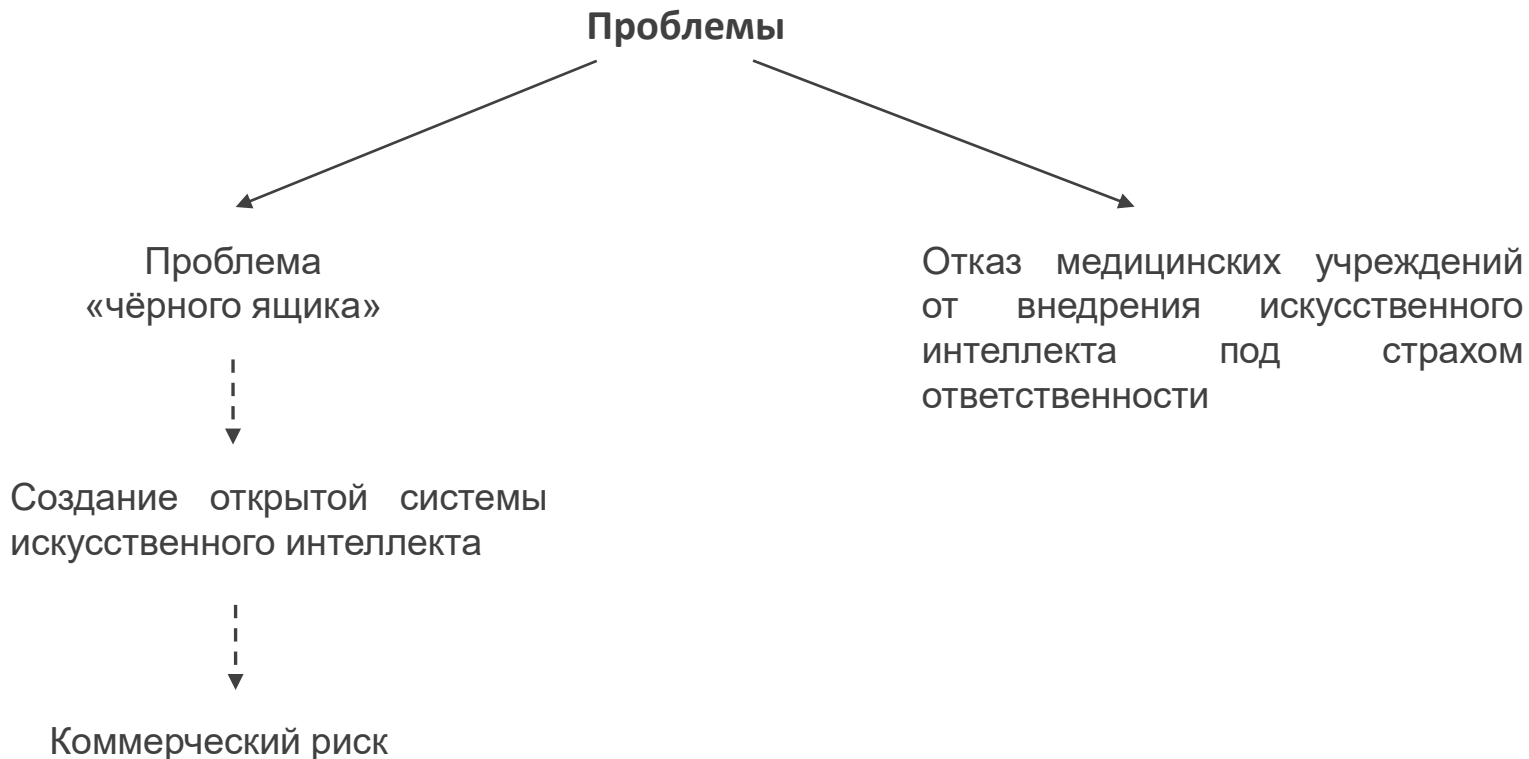 Проблемы
Проблема
«чёрного ящика»
Отказ медицинских учреждений
от внедрения искусственного
интеллекта под страхом
ответственности
Создание открытой системы
искусственного интеллекта
Коммерческий риск